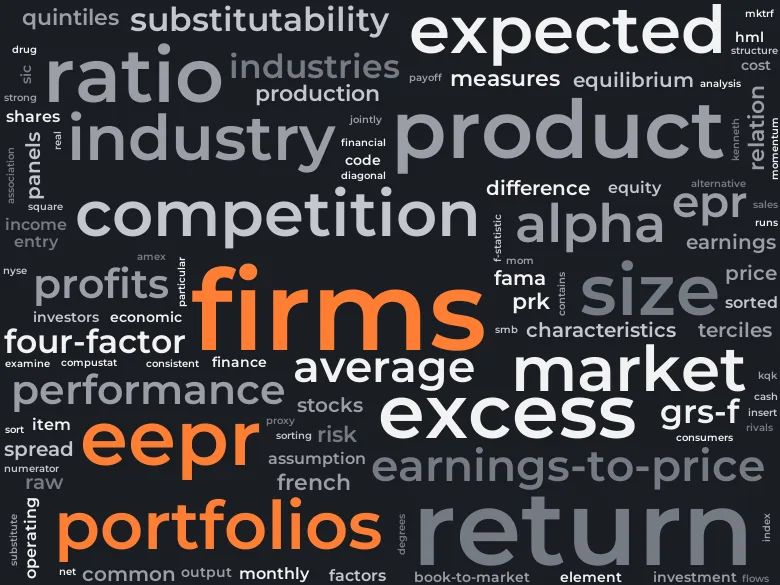 quintiles substitutability expected mktrf
hml
structure
drug
sic
ratio industries
cost
payoff measures equilibrium analysis
strong
production
shares
real
industry
jointly
product
kenneth
relation
momentum
association
panels
financial
code
diagonal
square
competition
difference equity
alternative
epr sales
income
entry
f-statistic
alpha
runs
earnings
amex
nyse
profits
particular
firms
mom
fama
prk
contains
size
price
sorted
investors economic
smb characteristics terciles
four-factor
examine compustat consistent finance
average market
kqk
performance
stocks
excess
grs-f
cash
insert
rivals
consumers
sort item
eepr
proxy
sorting risk
spread
assumption
earnings-to-price
numerator
raw
french
substitute
operating
portfolios
degrees
return
index
net common output monthly factors
book-to-market element investment flows